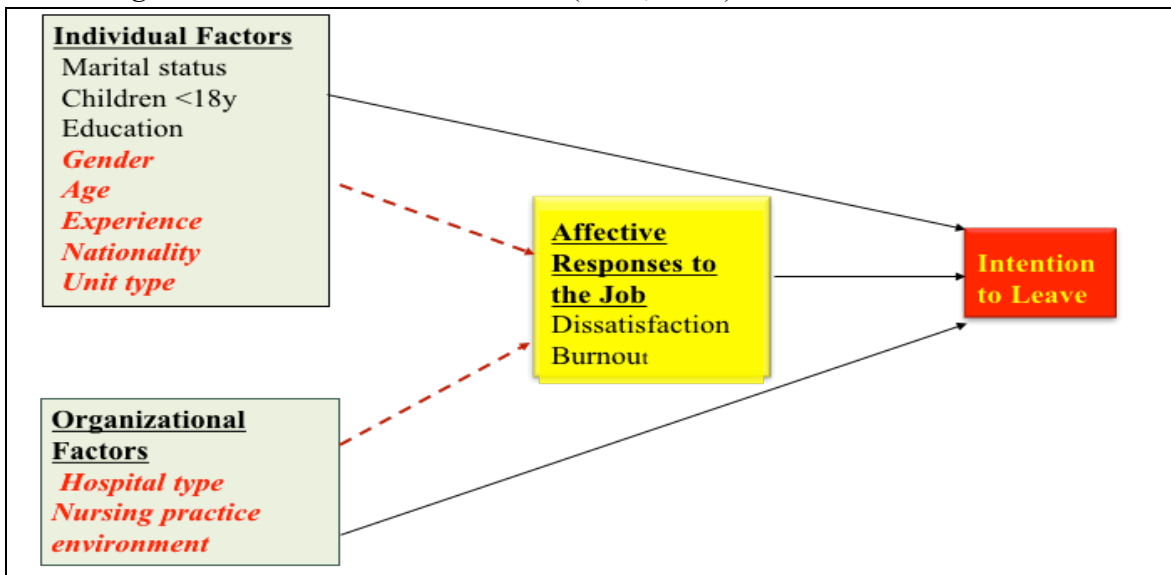 Individual Factors
Marital status
Children <18y
Education
Gender
Age
Experience
Nationality
Unit type
Affective
Responses to
the Job
Dissatisfaction
Burnout
Intention
to Leave
Organizational
Factors
Hospital type
Nursing practice
environment